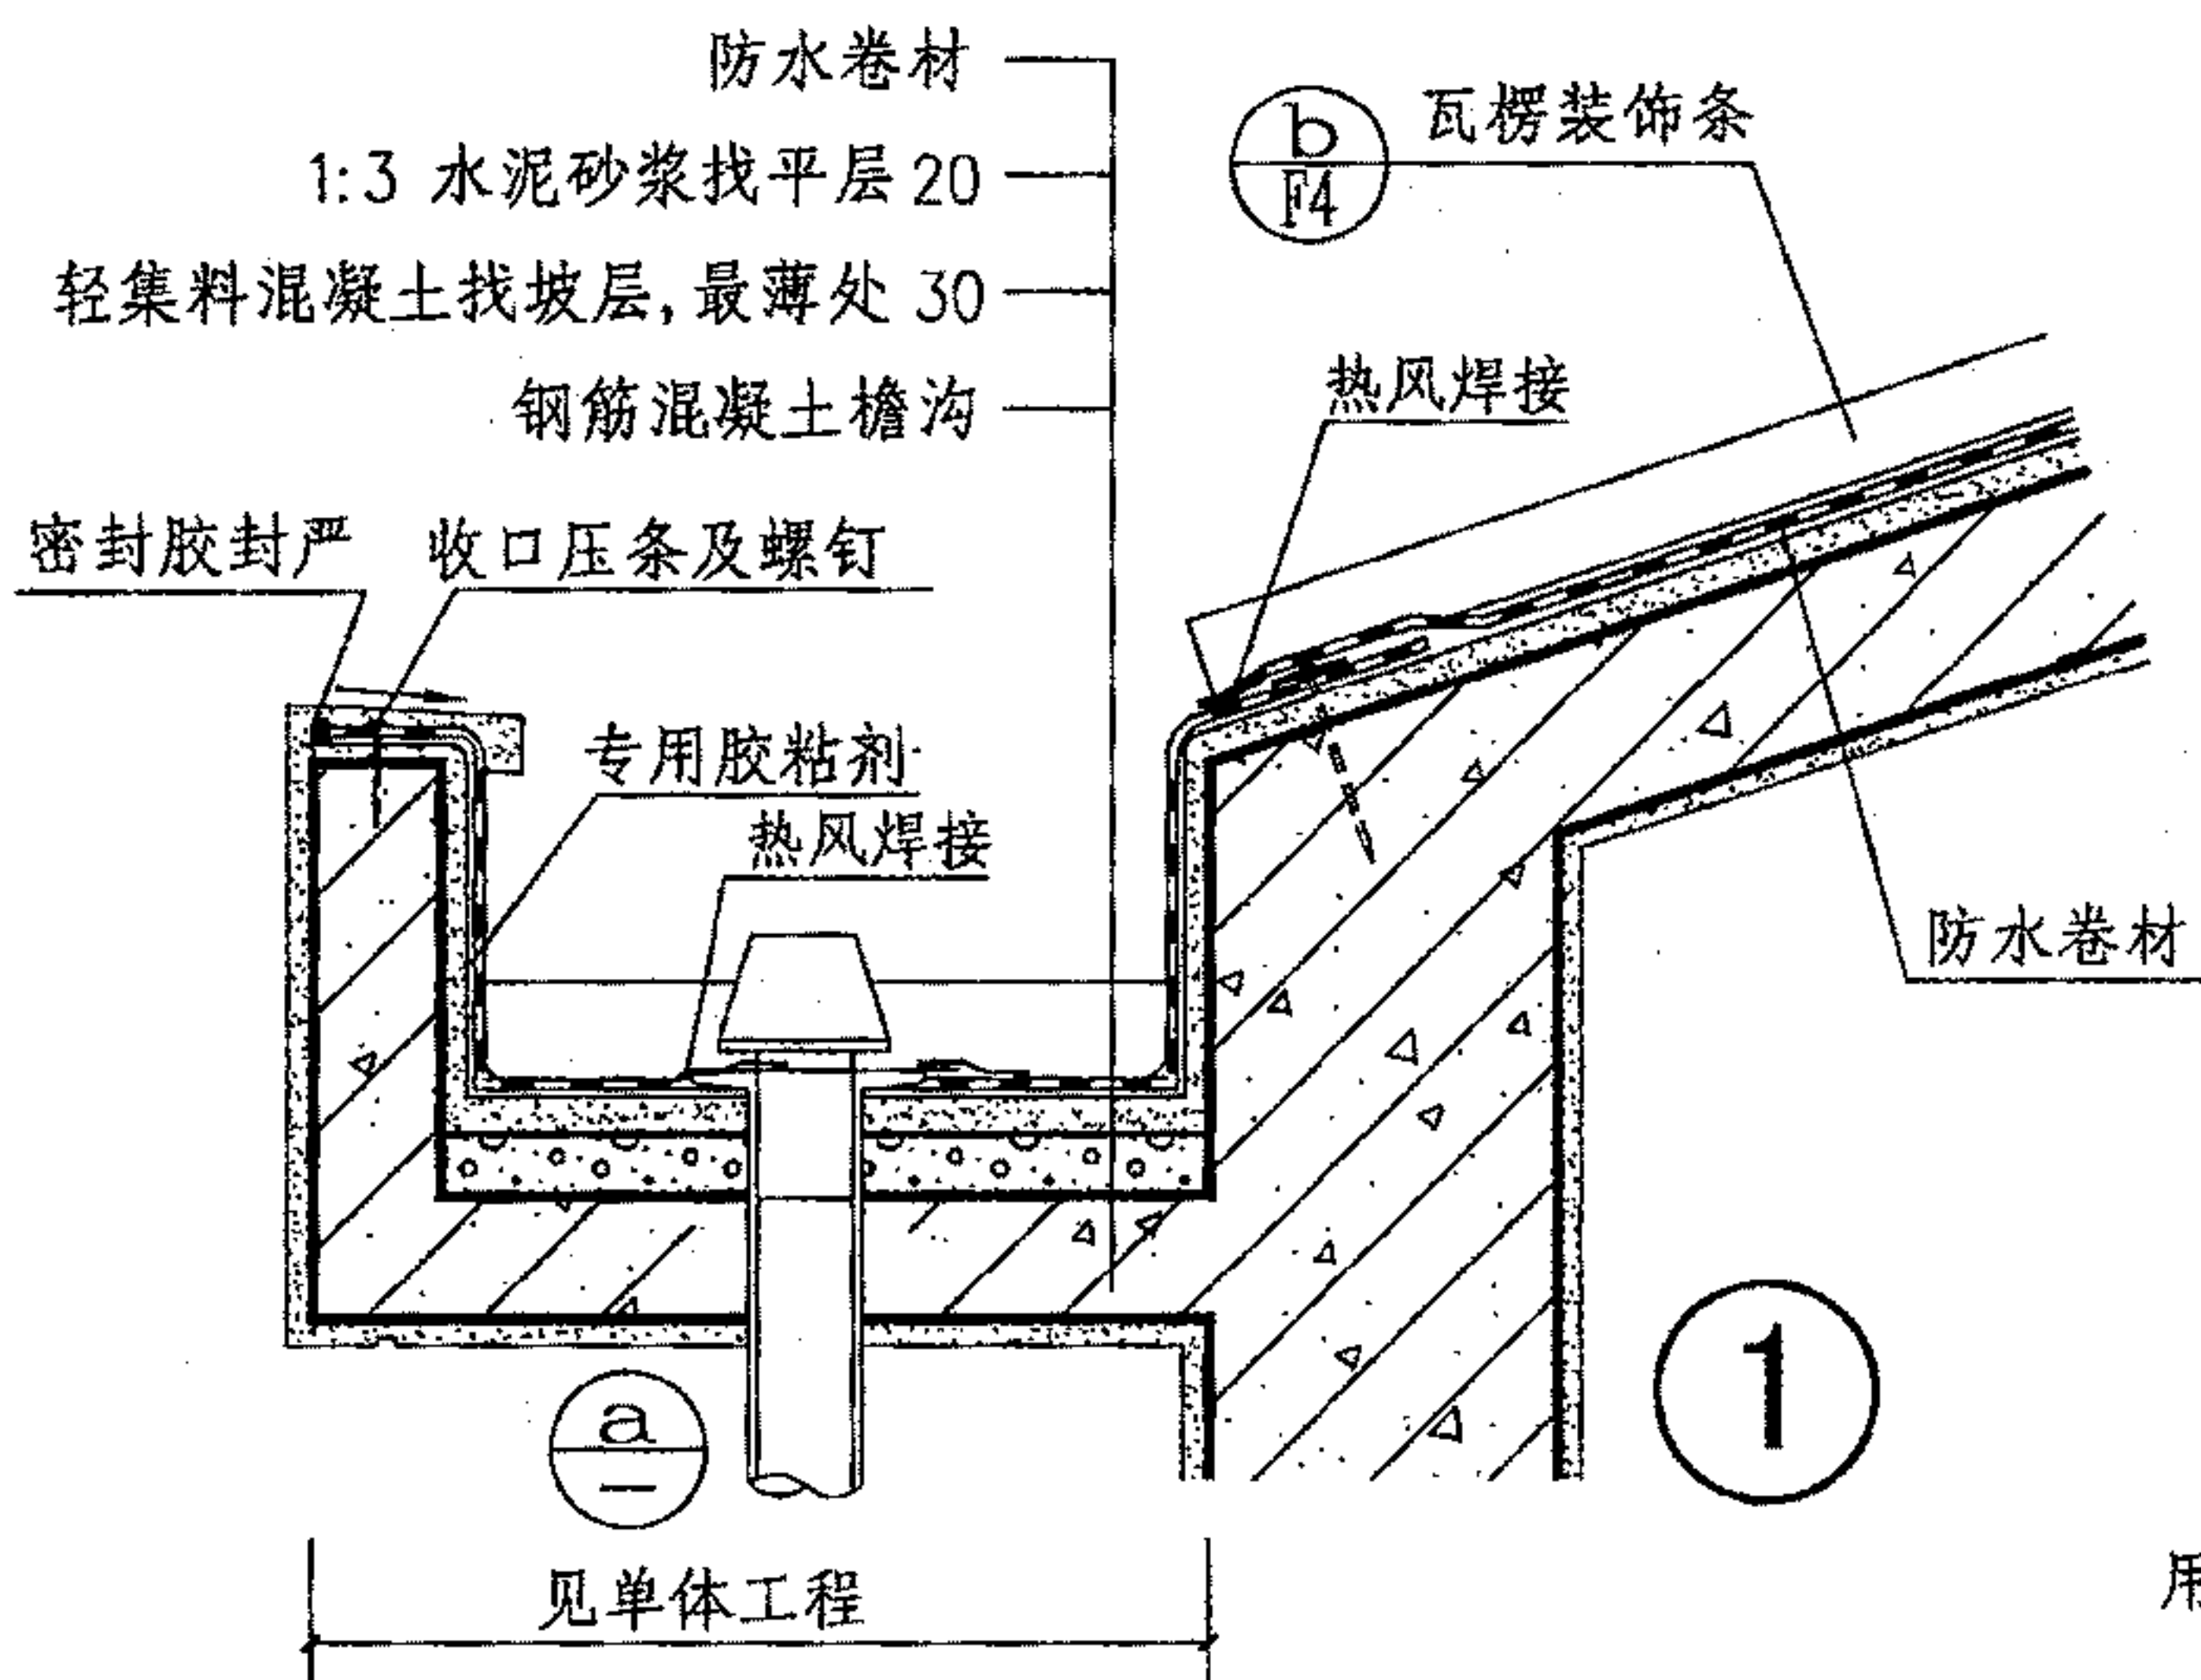 防水卷材
1:3 水泥砂浆找平层 20
轻集料混凝土找坡层,最薄处 30
钢筋混凝土檐沟
b
F4
瓦楞装饰条
热风焊接
密封胶封严
收口压条及螺钉
专用胶粘剂
热风焊接
防水卷材
a
—
1
见单体工程